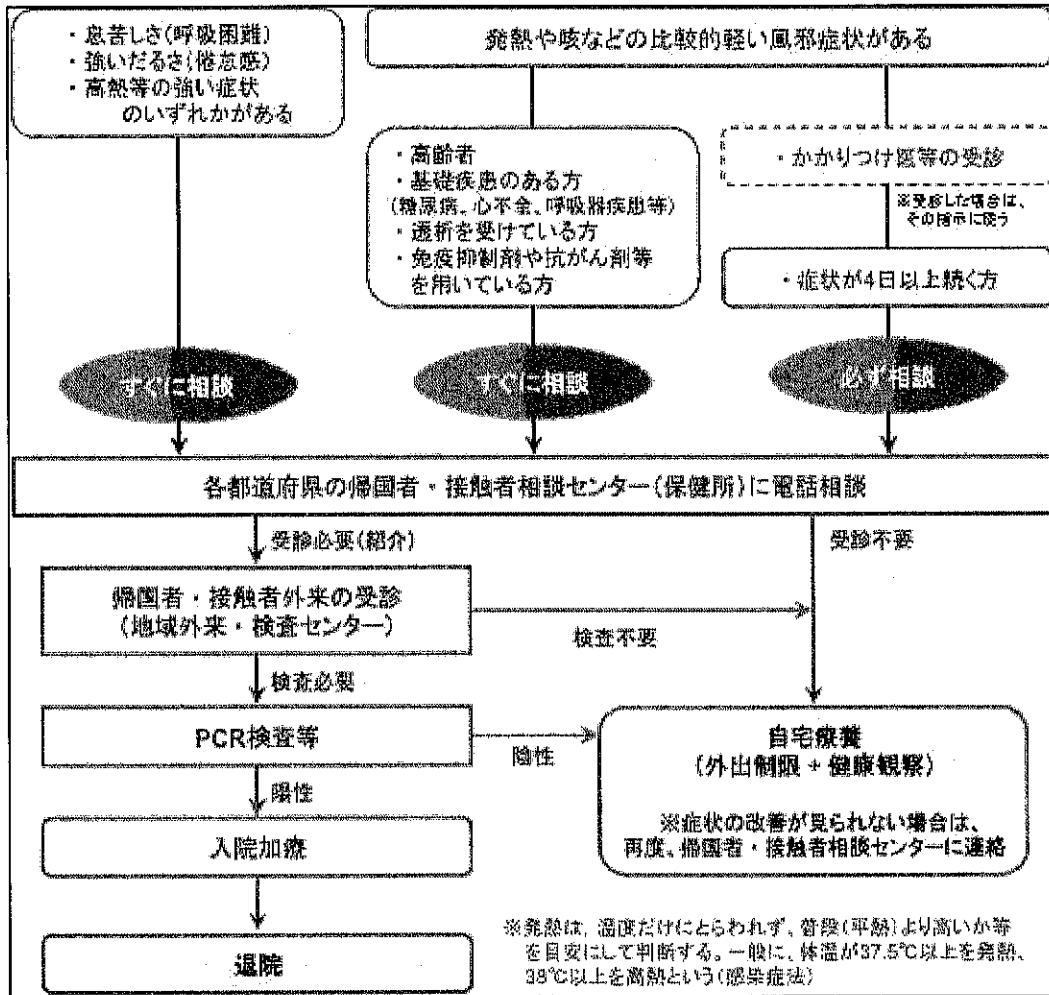 ・息苦しさ(呼吸困難)
・強いだるさ(倦怠感)
・高熱等の強い症状
のいずれかがある
発熱や咳などの比較的軽い風邪症状がある
・高齢者
・基礎疾患のある方
(糖尿病、心不全、呼吸器疾患等)
・透析を受けている方
・免疫抑制剤や抗がん剤等
を用いている方
・かかりつけ医等の受診
※受診した場合は、
その指示に従う
・症状が4日以上続く方
すぐに相談
すぐに相談
必ず相談
各都道府県の帰国者・接触者相談センター(保健所)に電話相談
受診必要(紹介)
受診不要
帰国者・接触者外来の受診
(地域外来・検査センター)
検査不要
検査必要
PCR検査等
陰性
陽性
自宅療養
(外出制限 + 健康観察)
※症状の改善が見られない場合は、
再度、帰国者・接触者相談センターに連絡
入院加療
退院
※発熱は、温度だけにとらわれず、普段(平熱)より高いか等
を目安にして判断する。一般に、体温が37.5℃以上を発熱、
38℃以上を高熱という(感染症法)